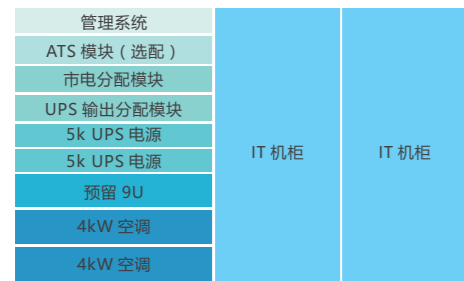 管理系统
ATS 模块（选配）
市电分配模块
UPS 输出分配模块
5k UPS 电源
5k UPS 电源
预留 9U
4kW 空调
4kW 空调
IT 机柜
IT 机柜